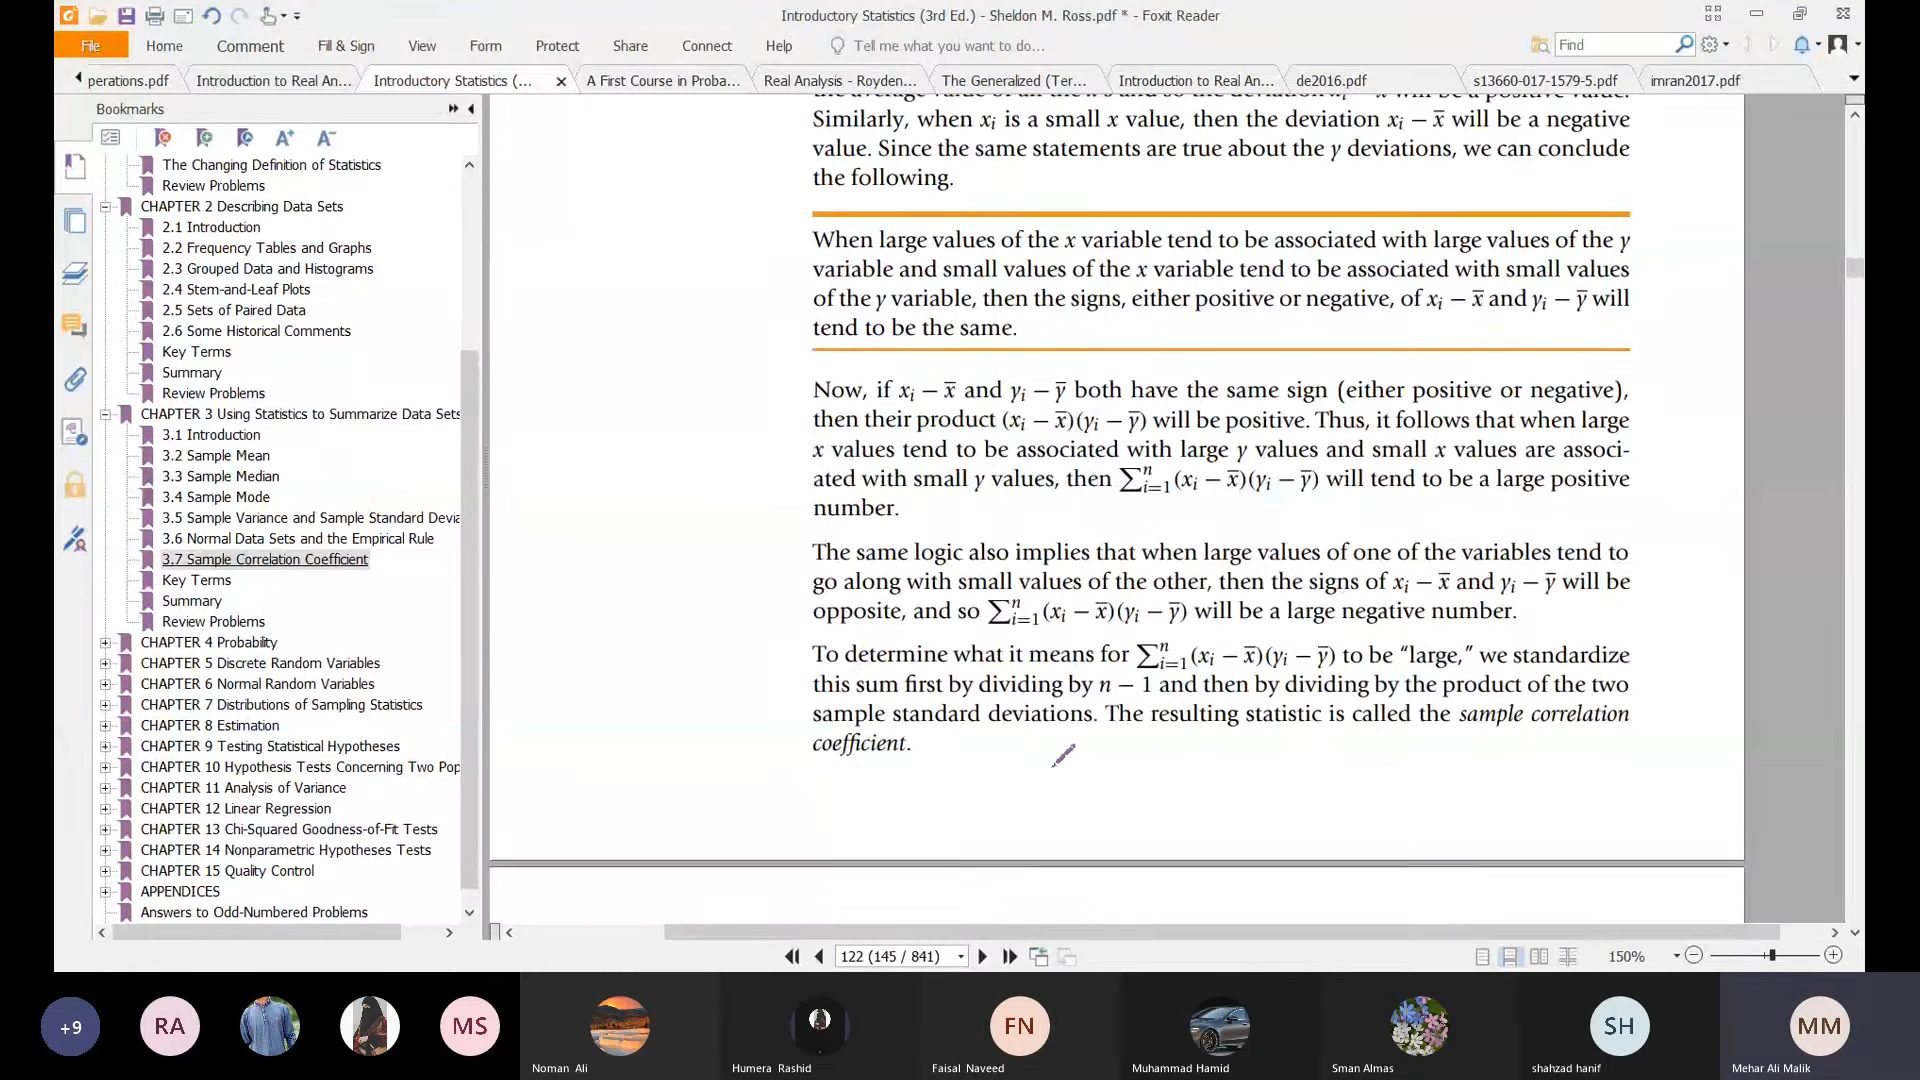 Introductory Statistics (3rd Ed.) - Sheldon M. Ross.pdf * - Foxit Reader
File Home Comment Fill & Sign View Form Protect Share Connect Help Tell me what you want to do... Find
perations.pdf Introduction to Real An... Introductory Statistics (... A First Course in Proba... Real Analysis - Royden... The Generalized (Ter... Introduction to Real An... de2016.pdf s13660-017-1579-5.pdf imran2017.pdf
Bookmarks
The Changing Definition of Statistics
Review Problems
CHAPTER 2 Describing Data Sets
2.1 Introduction
2.2 Frequency Tables and Graphs
2.3 Grouped Data and Histograms
2.4 Stem-and-Leaf Plots
2.5 Sets of Paired Data
2.6 Some Historical Comments
Key Terms
Summary
Review Problems
CHAPTER 3 Using Statistics to Summarize Data Sets
3.1 Introduction
3.2 Sample Mean
3.3 Sample Median
3.4 Sample Mode
3.5 Sample Variance and Sample Standard Devia
3.6 Normal Data Sets and the Empirical Rule
3.7 Sample Correlation Coefficient
Key Terms
Summary
Review Problems
CHAPTER 4 Probability
CHAPTER 5 Discrete Random Variables
CHAPTER 6 Normal Random Variables
CHAPTER 7 Distributions of Sampling Statistics
CHAPTER 8 Estimation
CHAPTER 9 Testing Statistical Hypotheses
CHAPTER 10 Hypothesis Tests Concerning Two Pop
CHAPTER 11 Analysis of Variance
CHAPTER 12 Linear Regression
CHAPTER 13 Chi-Squared Goodness-of-Fit Tests
CHAPTER 14 Nonparametric Hypotheses Tests
CHAPTER 15 Quality Control
APPENDICES
Answers to Odd-Numbered Problems
Similarly, when xᵢ is a small x value, then the deviation xᵢ − x̅ will be a negative
value. Since the same statements are true about the y deviations, we can conclude
the following.
When large values of the x variable tend to be associated with large values of the y
variable and small values of the x variable tend to be associated with small values
of the y variable, then the signs, either positive or negative, of xᵢ − x̅ and yᵢ − y̅ will
tend to be the same.
Now, if xᵢ − x̅ and yᵢ − y̅ both have the same sign (either positive or negative),
then their product (xᵢ − x̅)(yᵢ − y̅) will be positive. Thus, it follows that when large
x values tend to be associated with large y values and small x values are associ-
ated with small y values, then ∑ⁿᵢ₌₁(xᵢ − x̅)(yᵢ − y̅) will tend to be a large positive
number.
The same logic also implies that when large values of one of the variables tend to
go along with small values of the other, then the signs of xᵢ − x̅ and yᵢ − y̅ will be
opposite, and so ∑ⁿᵢ₌₁(xᵢ − x̅)(yᵢ − y̅) will be a large negative number.
To determine what it means for ∑ⁿᵢ₌₁(xᵢ − x̅)(yᵢ − y̅) to be “large,” we standardize
this sum first by dividing by n − 1 and then by dividing by the product of the two
sample standard deviations. The resulting statistic is called the sample correlation
coefficient.
122 (145 / 841) 150%
+9 RA MS FN SH MM
Noman Ali Humera Rashid Faisal Naveed Muhammad Hamid Sman Almas shahzad hanif Mehar Ali Malik